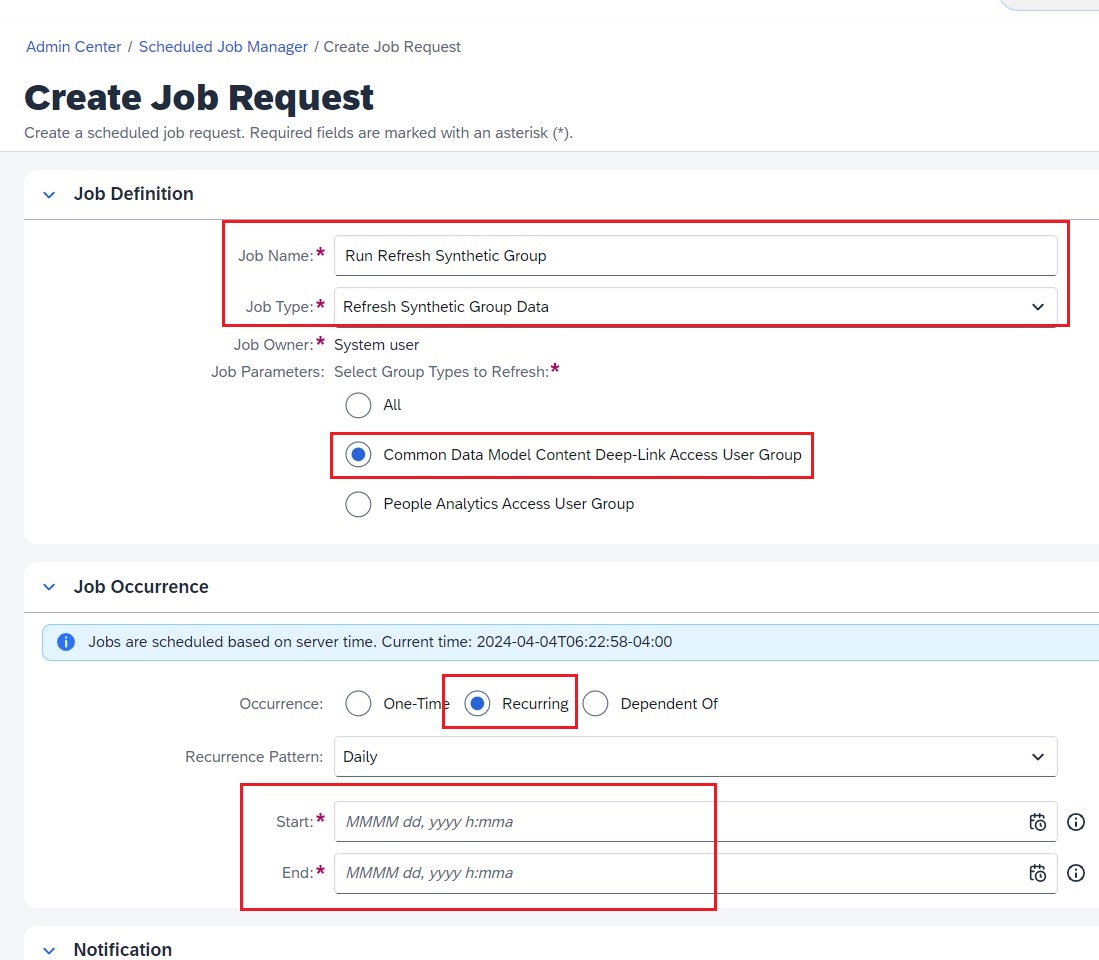 Admin Center / Scheduled Job Manager / Create Job Request
Create Job Request
Create a scheduled job request. Required fields are marked with an asterisk (*).
Job Definition
Job Name:* Run Refresh Synthetic Group
Job Type:* Refresh Synthetic Group Data
Job Owner:* System user
Job Parameters: Select Group Types to Refresh:*
All
Common Data Model Content Deep-Link Access User Group
People Analytics Access User Group
Job Occurrence
Jobs are scheduled based on server time. Current time: 2024-04-04T06:22:58-04:00
Occurrence: One-Time Recurring Dependent Of
Recurrence Pattern: Daily
Start:* MMMM dd, yyyy h:mma
End:* MMMM dd, yyyy h:mma
Notification